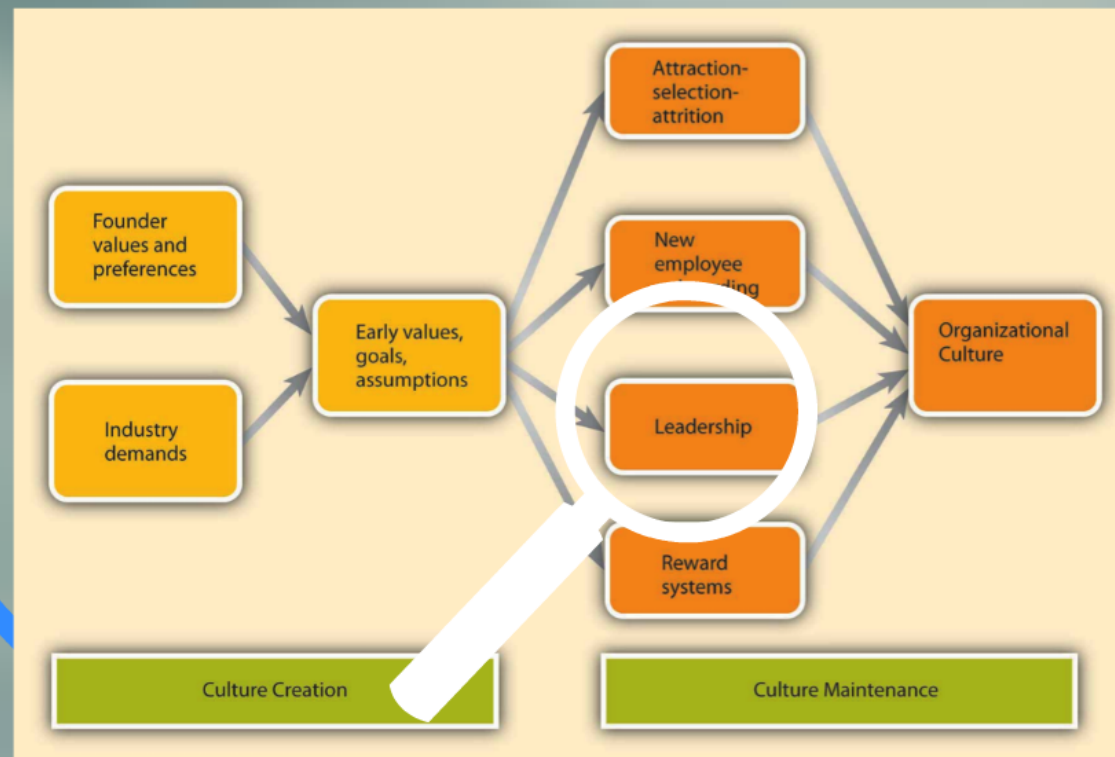 Founder
values and
preferences
Industry
demands
Early values,
goals,
assumptions
Attraction-
selection-
attrition
New
employee
Leadership
Reward
systems
Organizational
Culture
Culture Creation
Culture Maintenance